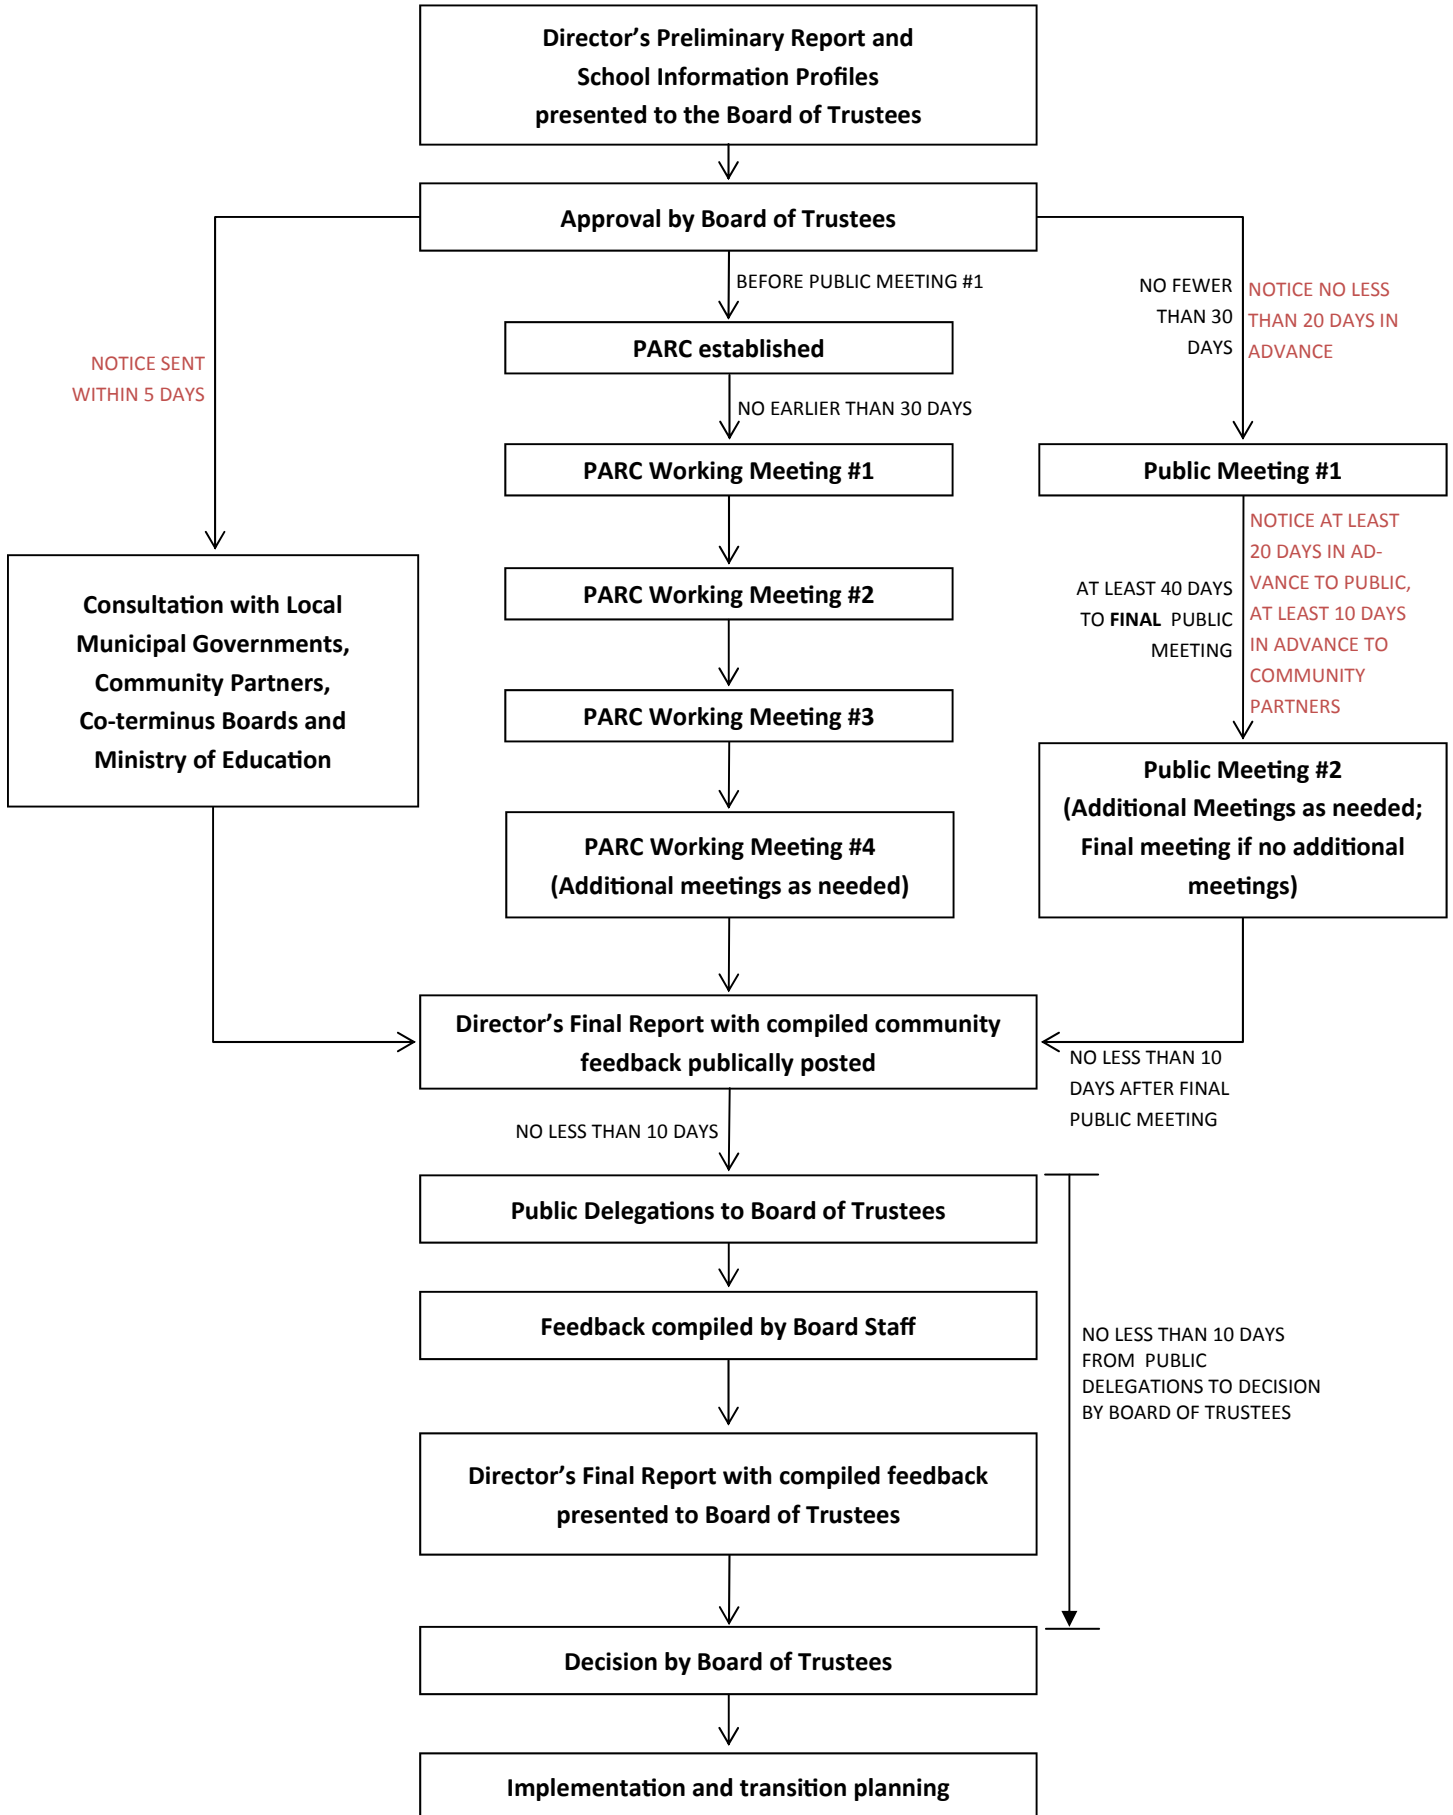 Director’s Preliminary Report and
School Information Profiles
presented to the Board of Trustees
Approval by Board of Trustees
BEFORE PUBLIC MEETING #1
NO FEWER
THAN 30
DAYS
NOTICE NO LESS
THAN 20 DAYS IN
ADVANCE
NOTICE SENT
WITHIN 5 DAYS
PARC established
NO EARLIER THAN 30 DAYS
PARC Working Meeting #1
Public Meeting #1
NOTICE AT LEAST
20 DAYS IN AD-
VANCE TO PUBLIC,
AT LEAST 10 DAYS
IN ADVANCE TO
COMMUNITY
PARTNERS
AT LEAST 40 DAYS
TO FINAL PUBLIC
MEETING
Consultation with Local
Municipal Governments,
Community Partners,
Co-terminus Boards and
Ministry of Education
PARC Working Meeting #2
PARC Working Meeting #3
PARC Working Meeting #4
(Additional meetings as needed)
Public Meeting #2
(Additional Meetings as needed;
Final meeting if no additional
meetings)
Director’s Final Report with compiled community
feedback publically posted
NO LESS THAN 10
DAYS AFTER FINAL
PUBLIC MEETING
NO LESS THAN 10 DAYS
Public Delegations to Board of Trustees
Feedback compiled by Board Staff
NO LESS THAN 10 DAYS
FROM PUBLIC
DELEGATIONS TO DECISION
BY BOARD OF TRUSTEES
Director’s Final Report with compiled feedback
presented to Board of Trustees
Decision by Board of Trustees
Implementation and transition planning